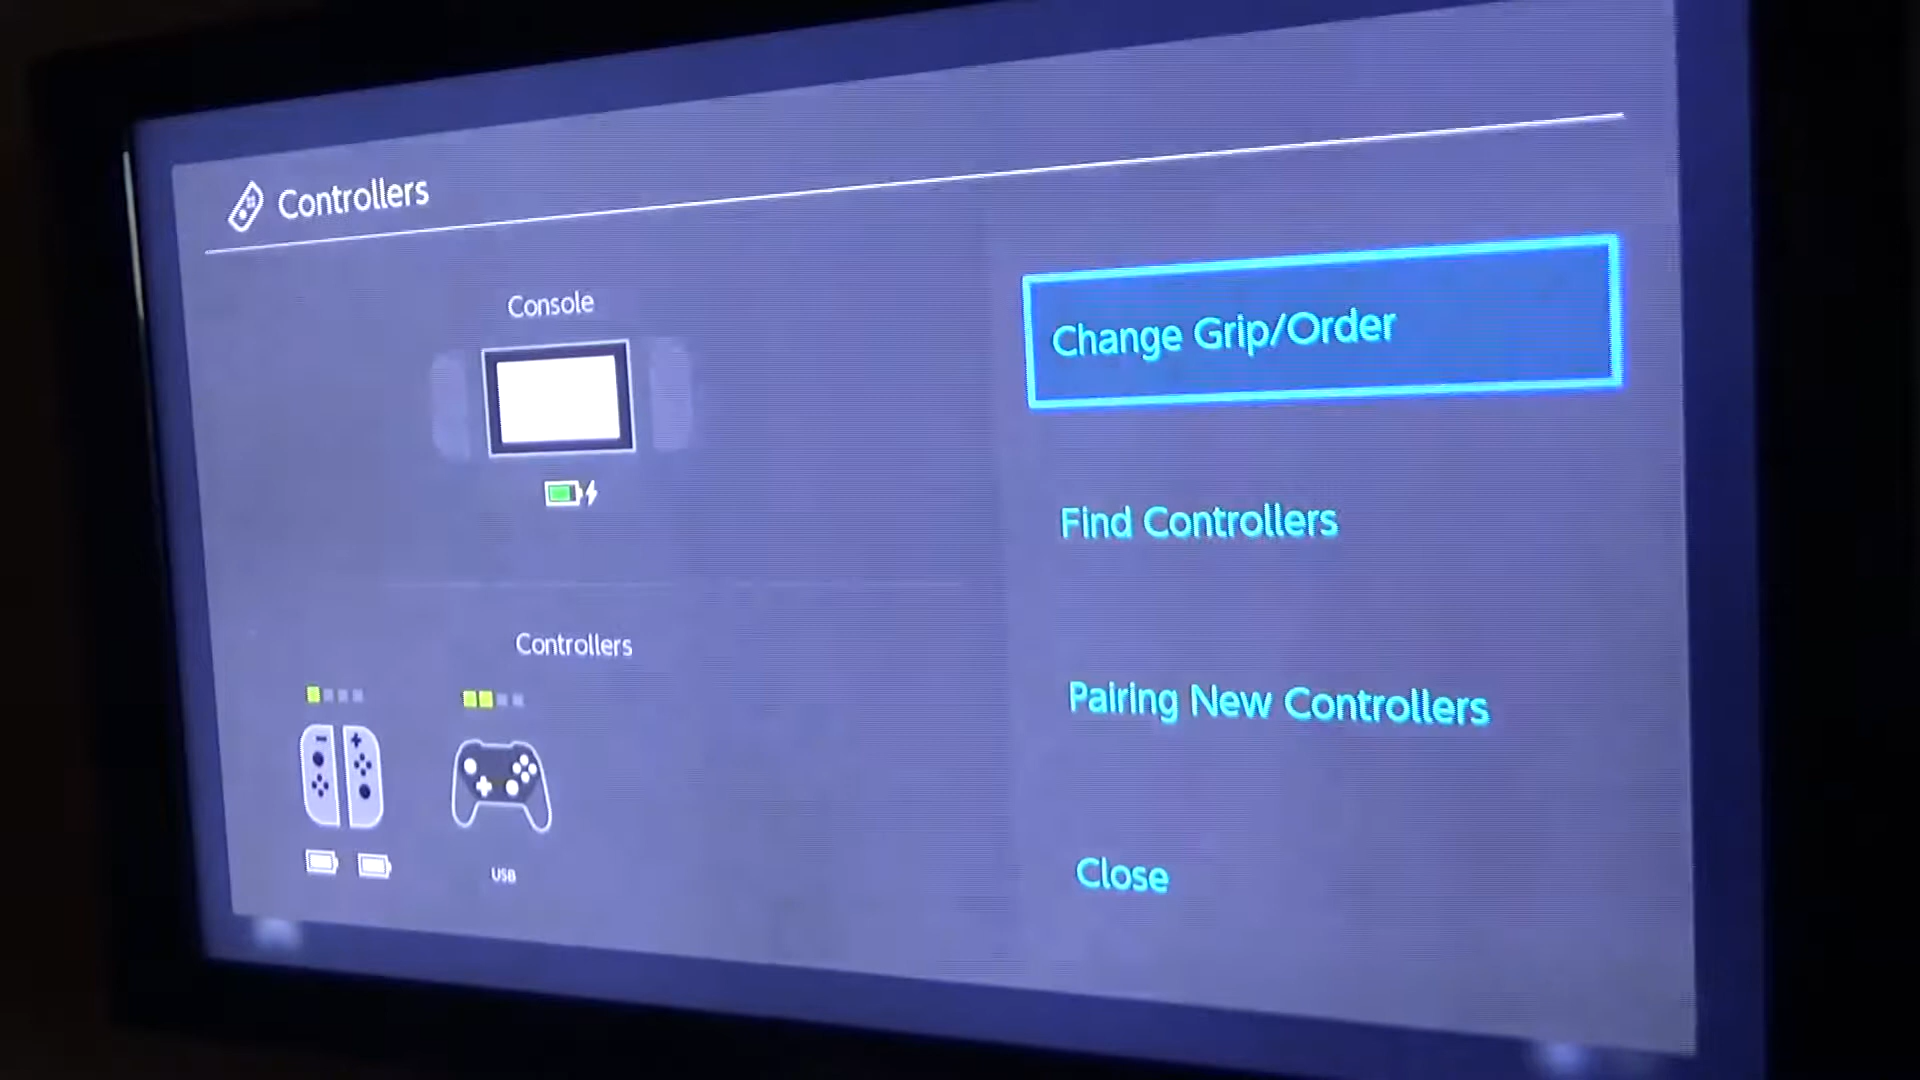 Controllers
Console
Controllers
USB
Change Grip/Order
Find Controllers
Pairing New Controllers
Close